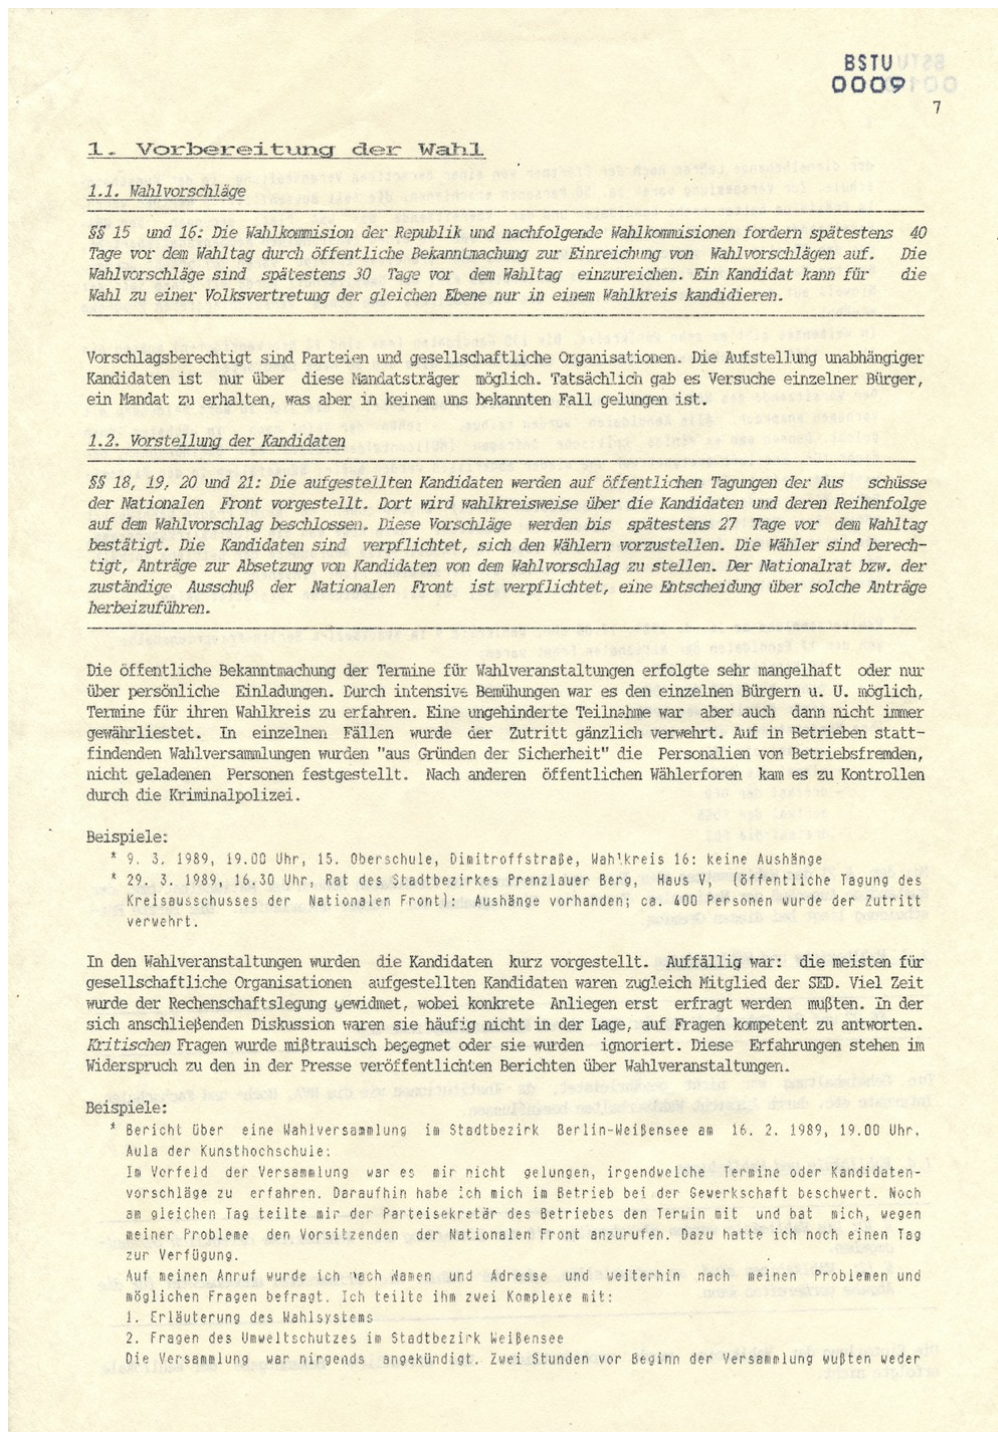 BSTU
0009
7
1. Vorbereitung der Wahl
1.1. Wahlvorschläge
§§ 15 und 16: Die Wahlkommision der Republik und nachfolgende Wahlkommisionen fordern spätestens 40
Tage vor dem Wahltag durch öffentliche Bekanntmachung zur Einreichung von Wahlvorschlägen auf. Die
Wahlvorschläge sind spätestens 30 Tage vor dem Wahltag einzureichen. Ein Kandidat kann für die
Wahl zu einer Volksvertretung der gleichen Ebene nur in einem Wahlkreis kandidieren.
Vorschlagsberechtigt sind Parteien und gesellschaftliche Organisationen. Die Aufstellung unabhängiger
Kandidaten ist nur über diese Mandatsträger möglich. Tatsächlich gab es Versuche einzelner Bürger,
ein Mandat zu erhalten, was aber in keinem uns bekannten Fall gelungen ist.
1.2. Vorstellung der Kandidaten
§§ 18, 19, 20 und 21: Die aufgestellten Kandidaten werden auf öffentlichen Tagungen der Aus schüsse
der Nationalen Front vorgestellt. Dort wird wahlkreisweise über die Kandidaten und deren Reihenfolge
auf dem Wahlvorschlag beschlossen. Diese Vorschläge werden bis spätestens 27 Tage vor dem Wahltag
bestätigt. Die Kandidaten sind verpflichtet, sich den Wählern vorzustellen. Die Wähler sind berech-
tigt, Anträge zur Absetzung von Kandidaten von dem Wahlvorschlag zu stellen. Der Nationalrat bzw. der
zuständige Ausschuß der Nationalen Front ist verpflichtet, eine Entscheidung über solche Anträge
herbeizuführen.
Die öffentliche Bekanntmachung der Termine für Wahlveranstaltungen erfolgte sehr mangelhaft oder nur
über persönliche Einladungen. Durch intensive Bemühungen war es den einzelnen Bürgern u. U. möglich,
Termine für ihren Wahlkreis zu erfahren. Eine ungehinderte Teilnahme war aber auch dann nicht immer
gewährliestet. In einzelnen Fällen wurde der Zutritt gänzlich verwehrt. Auf in Betrieben statt-
findenden Wahlversammlungen wurden "aus Gründen der Sicherheit" die Personalien von Betriebsfremden,
nicht geladenen Personen festgestellt. Nach anderen öffentlichen Wählerforen kam es zu Kontrollen
durch die Kriminalpolizei.
Beispiele:
* 9. 3. 1989, 19.00 Uhr, 15. Oberschule, Dimitroffstraße, Wahlkreis 16: keine Aushänge
* 29. 3. 1989, 16.30 Uhr, Rat des Stadtbezirkes Prenzlauer Berg, Haus V, (öffentliche Tagung des
Kreisausschusses der Nationalen Front): Aushänge vorhanden; ca. 400 Personen wurde der Zutritt
verwehrt.
In den Wahlveranstaltungen wurden die Kandidaten kurz vorgestellt. Auffällig war: die meisten für
gesellschaftliche Organisationen aufgestellten Kandidaten waren zugleich Mitglied der SED. Viel Zeit
wurde der Rechenschaftslegung gewidmet, wobei konkrete Anliegen erst erfragt werden mußten. In der
sich anschließenden Diskussion waren sie häufig nicht in der Lage, auf Fragen kompetent zu antworten.
Kritischen Fragen wurde mißtrauisch begegnet oder sie wurden ignoriert. Diese Erfahrungen stehen im
Widerspruch zu den in der Presse veröffentlichten Berichten über Wahlveranstaltungen.
Beispiele:
* Bericht über eine Wahlversammlung im Stadtbezirk Berlin-Weißensee am 16. 2. 1989, 19.00 Uhr,
Aula der Kunsthochschule:
Im Vorfeld der Versammlung war es mir nicht gelungen, irgendwelche Termine oder Kandidaten-
vorschläge zu erfahren. Daraufhin habe ich mich im Betrieb bei der Gewerkschaft beschwert. Noch
am gleichen Tag teilte mir der Parteisekretär des Betriebes den Termin mit und bat mich, wegen
meiner Probleme den Vorsitzenden der Nationalen Front anzurufen. Dazu hatte ich noch einen Tag
zur Verfügung.
Auf meinen Anruf wurde ich nach Namen und Adresse und weiterhin nach meinen Problemen und
möglichen Fragen befragt. Ich teilte ihm zwei Komplexe mit:
1. Erläuterung des Wahlsystems
2. Fragen des Umweltschutzes im Stadtbezirk Weißensee
Die Versammlung war nirgends angekündigt. Zwei Stunden vor Beginn der Versammlung wußten weder